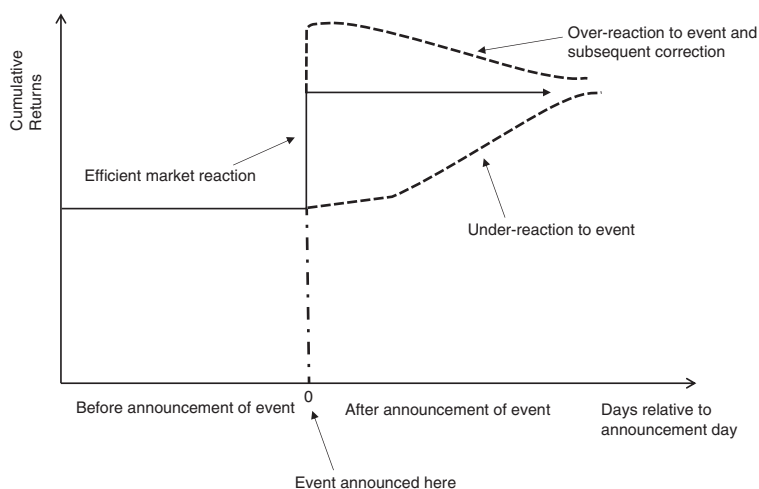 Over-reaction to event and
subsequent correction
Cumulative
Returns
Efficient market reaction
Under-reaction to event
0
Before announcement of event
After announcement of event
Days relative to
announcement day
Event announced here